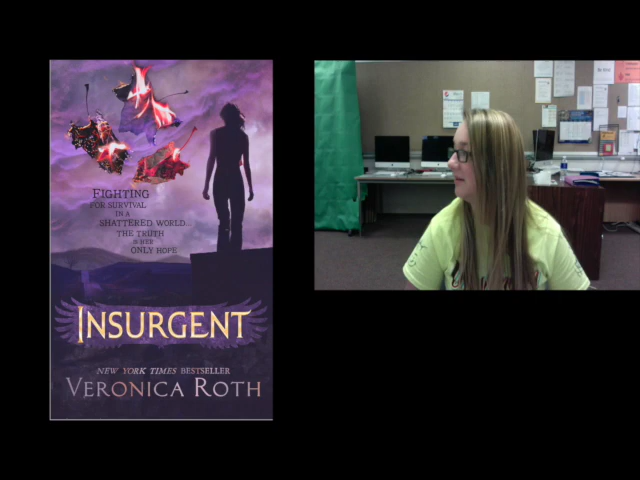 FIGHTING
FOR SURVIVAL
IN A
SHATTERED WORLD...
THE TRUTH
IS HER
ONLY HOPE
INSURGENT
NEW YORK TIMES BESTSELLER
VERONICA ROTH